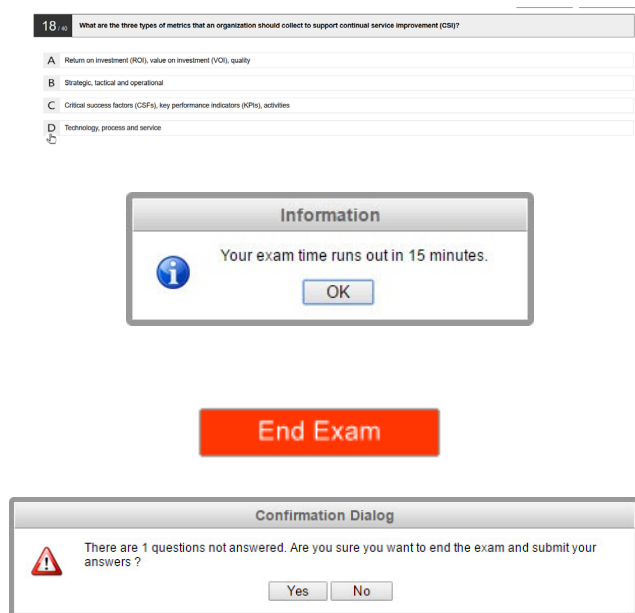 18 / 40 What are the three types of metrics that an organization should collect to support continual service improvement (CSI)?
A Return on investment (ROI), value on investment (VOI), quality
B Strategic, tactical and operational
C Critical success factors (CSFs), key performance indicators (KPIs), activities
D Technology, process and service
Information
Your exam time runs out in 15 minutes.
OK
End Exam
Confirmation Dialog
There are 1 questions not answered. Are you sure you want to end the exam and submit your
answers ?
Yes No